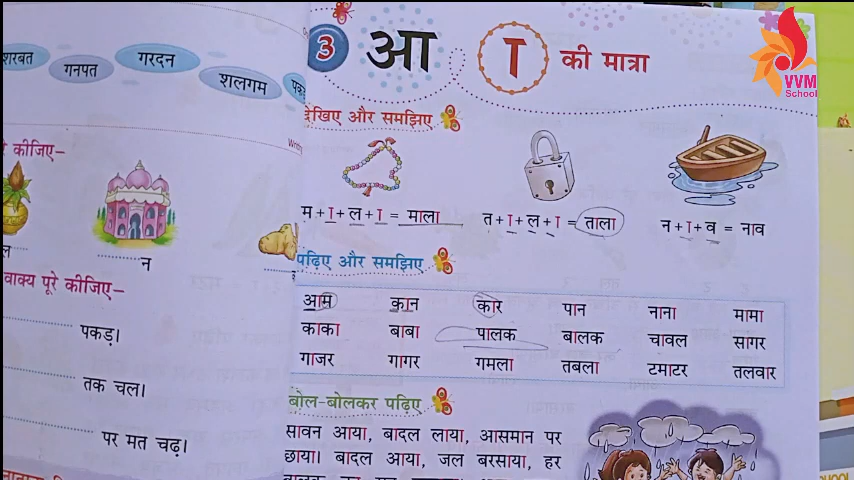 शरबत
गनपत
गरदन
शलगम
कीजिए–
न
वाक्य पूरे कीजिए–
पकड़।
तक चल।
पर मत चढ़।
3 आ ा की मात्रा
देखिए और समझिए
म + ा + ल + ा = माला
त + ा + ल + ा = ताला
न + ा + व = नाव
पढ़िए और समझिए
आम कान कार पान नाना मामा
काका बाबा पालक बालक चावल सागर
गाजर गागर गमला तबला टमाटर तलवार
बोल-बोलकर पढ़िए
सावन आया, बादल लाया, आसमान पर
छाया। बादल आया, जल बरसाया, हर
VVM
School